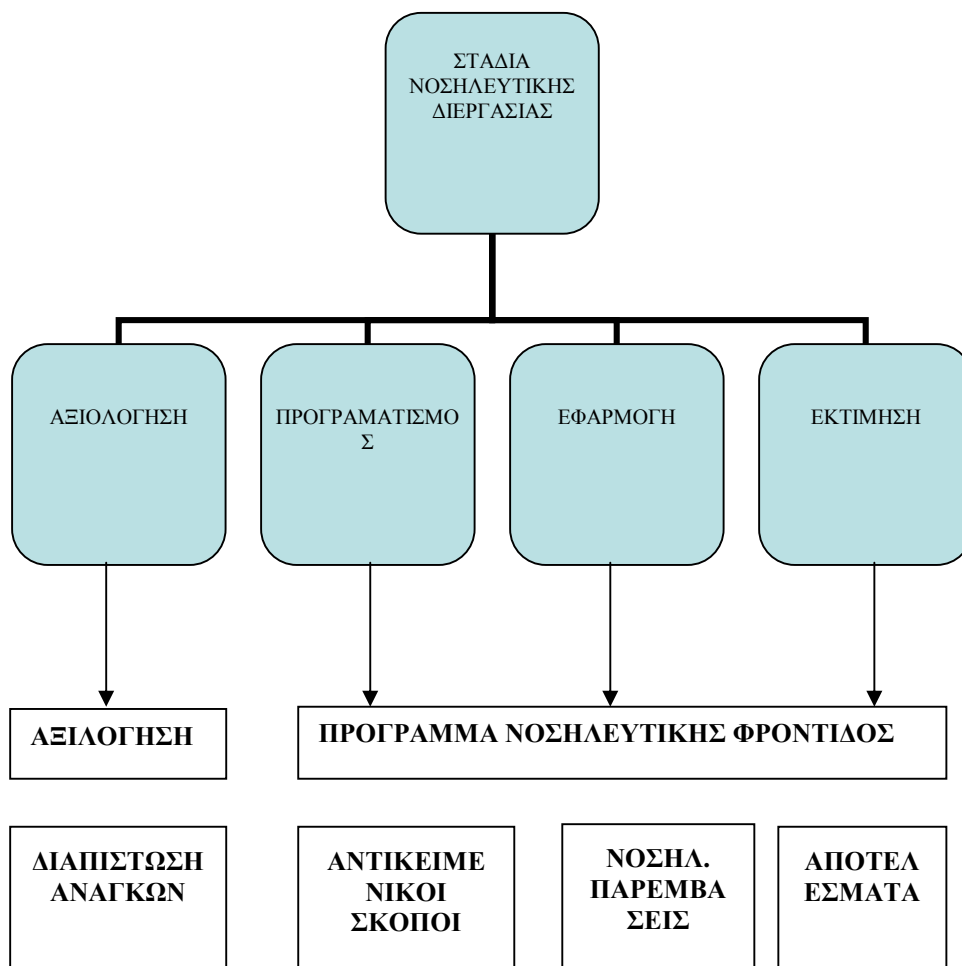 ΣΤΑΔΙΑ
ΝΟΣΗΛΕΥΤΙΚΗΣ
ΔΙΕΡΓΑΣΙΑΣ
ΑΞΙΟΛΟΓΗΣΗ
ΠΡΟΓΡΑΜΑΤΙΣΜΟ
Σ
ΕΦΑΡΜΟΓΗ
ΕΚΤΙΜΗΣΗ
ΑΞΙΛΟΓΗΣΗ
ΠΡΟΓΡΑΜΜΑ ΝΟΣΗΛΕΥΤΙΚΗΣ ΦΡΟΝΤΙΔΟΣ
ΔΙΑΠΙΣΤΩΣΗ
ΑΝΑΓΚΩΝ
ΑΝΤΙΚΕΙΜΕ
ΝΙΚΟΙ
ΣΚΟΠΟΙ
ΝΟΣΗΛ.
ΠΑΡΕΜΒΑ
ΣΕΙΣ
ΑΠΟΤΕΛ
ΕΣΜΑΤΑ